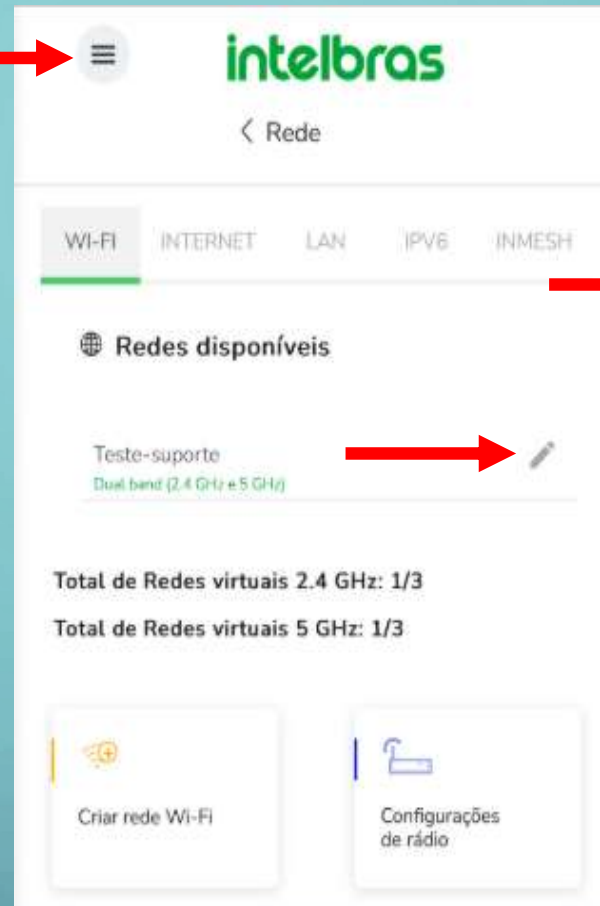 intelbras
Rede
WI-FI INTERNET LAN IPV6 INMESH
Redes disponíveis
Teste-suporte
Dual band (2.4 GHz e 5 GHz)
Total de Redes virtuais 2.4 GHz: 1/3
Total de Redes virtuais 5 GHz: 1/3
Criar rede Wi-Fi
Configurações
de rádio